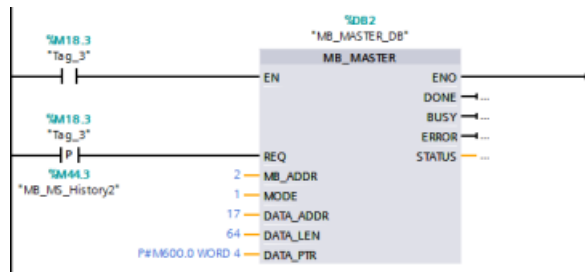 %DB2
%M18.3
"MB_MASTER_DB"
"Tag_3"
MB_MASTER
EN
ENO
DONE
...
%M18.3
BUSY
...
"Tag_3"
ERROR
...
P
REQ
STATUS
...
%M44.3
2
MB_ADDR
"MB_MS_History2"
1
MODE
17
DATA_ADDR
64
DATA_LEN
P#M600.0 WORD 4
DATA_PTR